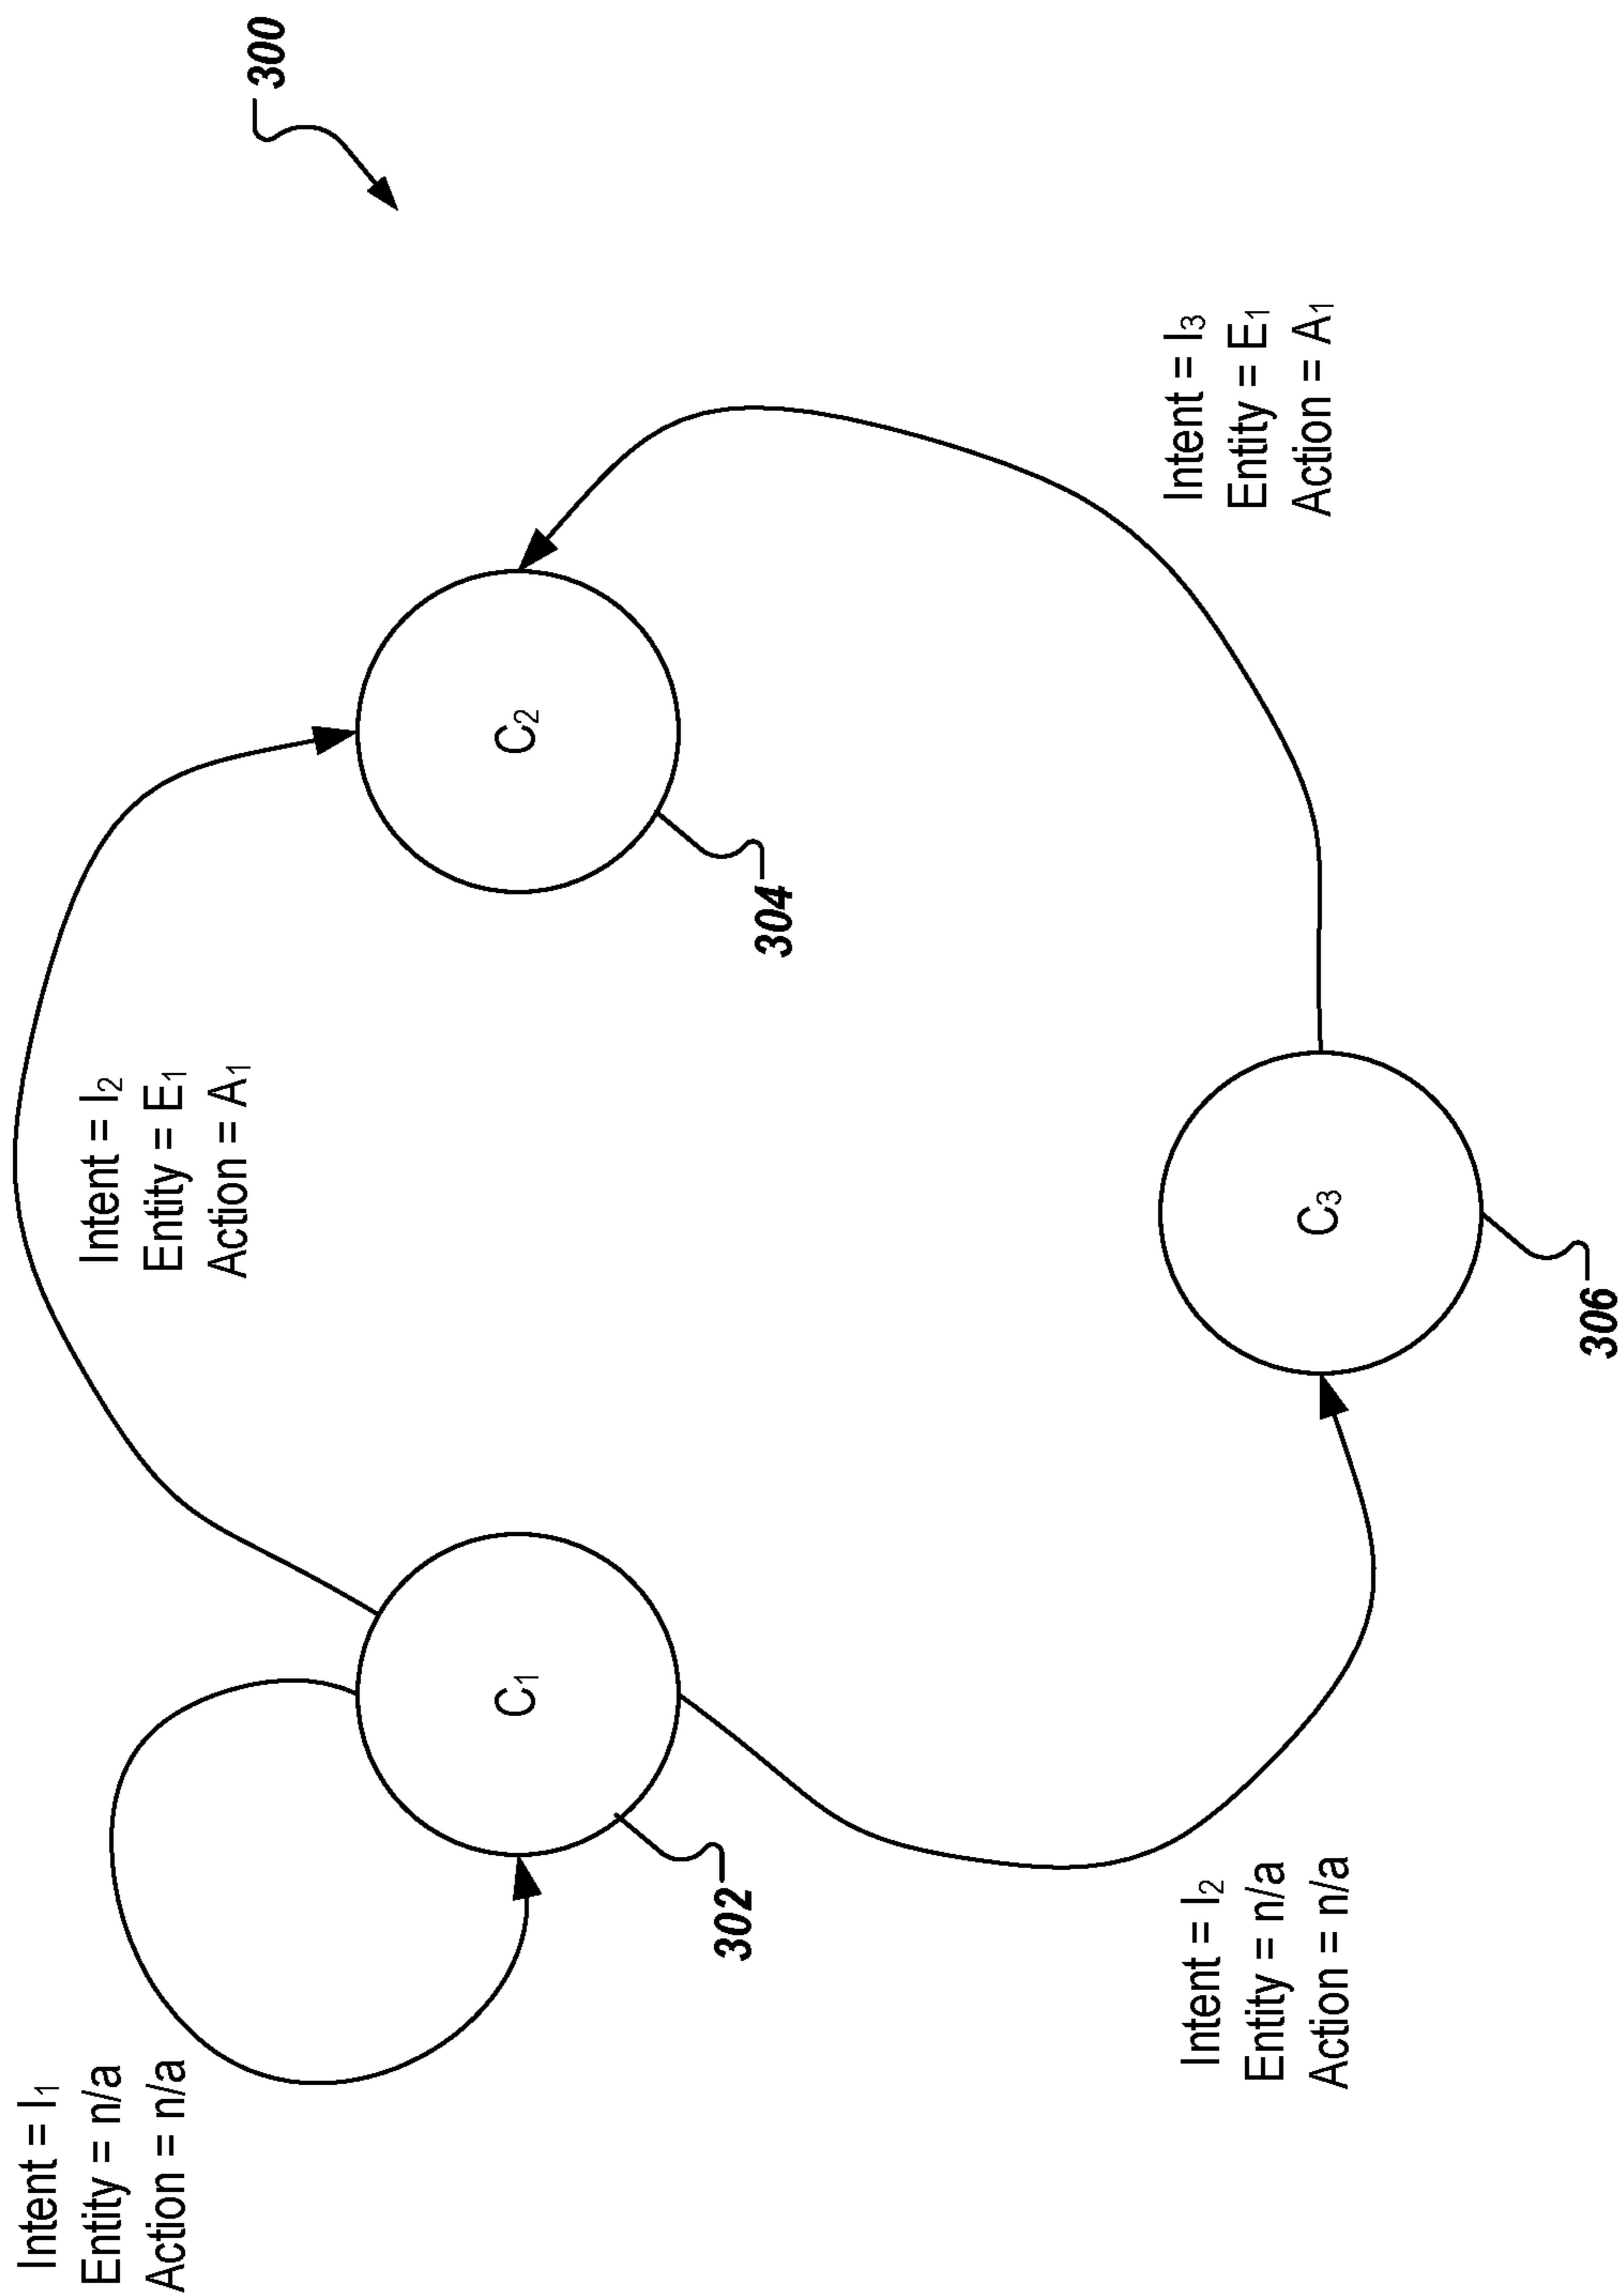 300
Intent = I₁
Entity = n/a
Action = n/a
Intent = I₂
Entity = E₁
Action = A₁
C₁
C₂
302
304
Intent = I₂
Entity = n/a
Action = n/a
C₃
Intent = I₃
Entity = E₁
Action = A₁
306